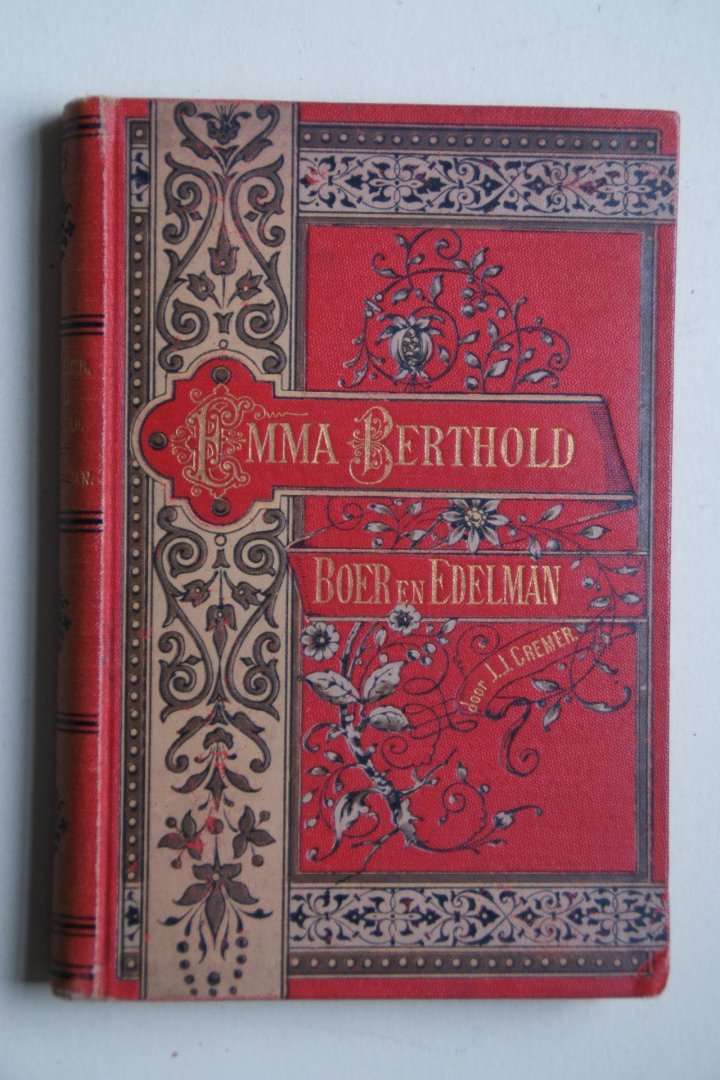 EMMA BERTHOLD
BOER EN EDELMAN
door J.J. CREMER.